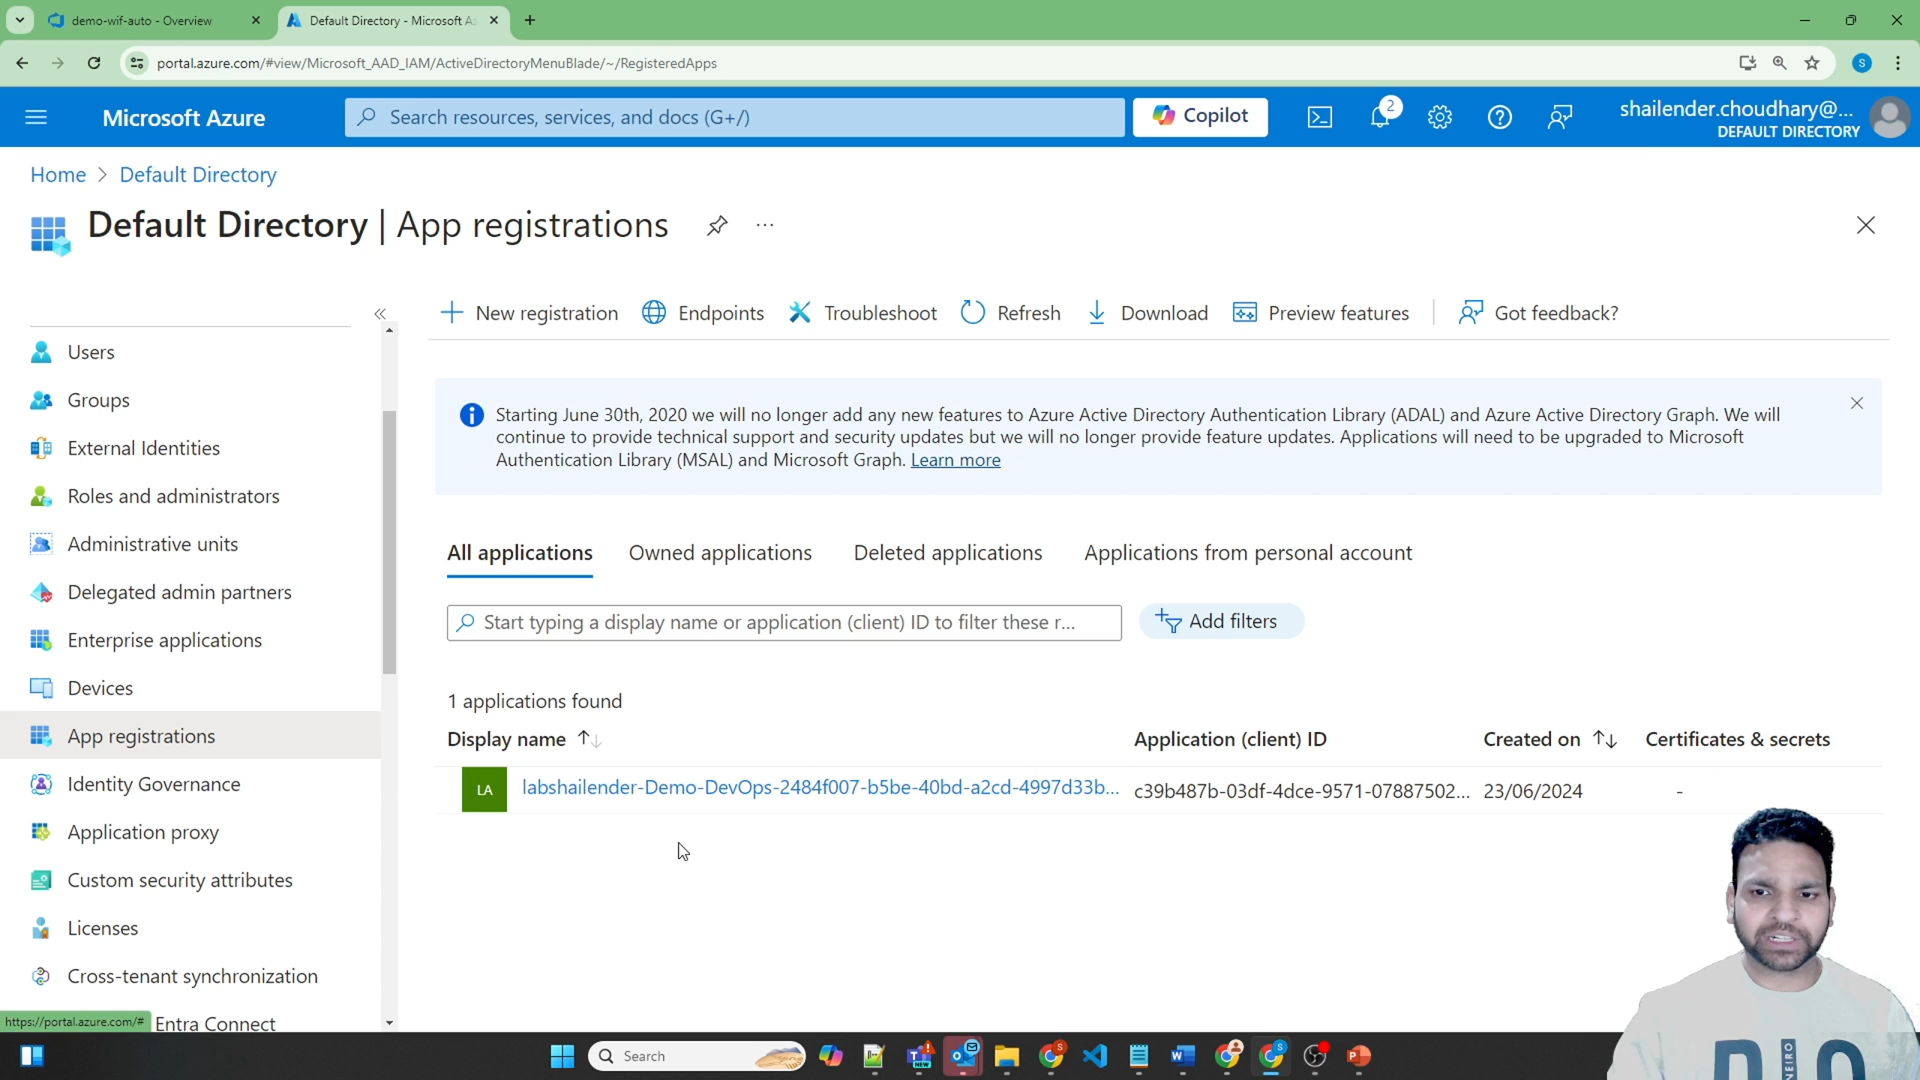 demo-wif-auto - Overview
Default Directory - Microsoft Az
portal.azure.com/#view/Microsoft_AAD_IAM/ActiveDirectoryMenuBlade/~/RegisteredApps
S
Microsoft Azure
Search resources, services, and docs (G+/)
Copilot
2
shailender.choudhary@...
DEFAULT DIRECTORY
Home > Default Directory
Default Directory | App registrations
...
New registration
Endpoints
Troubleshoot
Refresh
Download
Preview features
Got feedback?
Users
Groups
External Identities
Roles and administrators
Administrative units
Delegated admin partners
Enterprise applications
Devices
App registrations
Identity Governance
Application proxy
Custom security attributes
Licenses
Cross-tenant synchronization
Entra Connect
https://portal.azure.com/#
Starting June 30th, 2020 we will no longer add any new features to Azure Active Directory Authentication Library (ADAL) and Azure Active Directory Graph. We will
continue to provide technical support and security updates but we will no longer provide feature updates. Applications will need to be upgraded to Microsoft
Authentication Library (MSAL) and Microsoft Graph. Learn more
All applications
Owned applications
Deleted applications
Applications from personal account
Start typing a display name or application (client) ID to filter these r...
Add filters
1 applications found
Display name
Application (client) ID
Created on
Certificates & secrets
LA
labshailender-Demo-DevOps-2484f007-b5be-40bd-a2cd-4997d33b...
c39b487b-03df-4dce-9571-07887502...
23/06/2024
-
Search